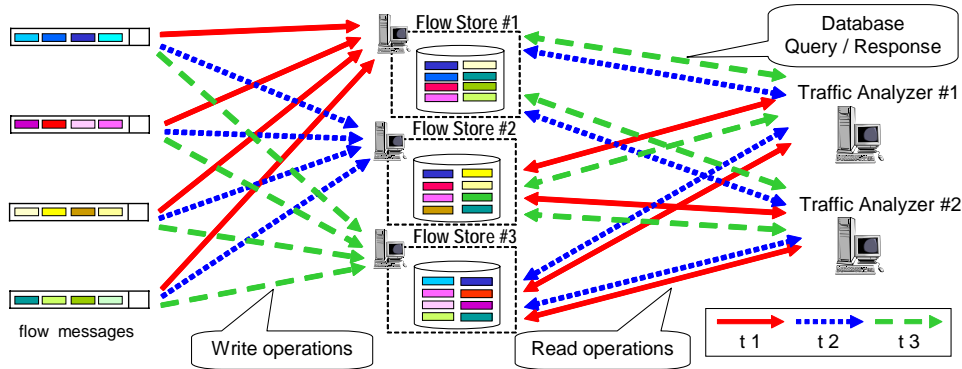 Flow Store #1
Database
Query / Response
Traffic Analyzer #1
Flow Store #2
Traffic Analyzer #2
Flow Store #3
flow messages
Write operations
Read operations
t 1
t 2
t 3